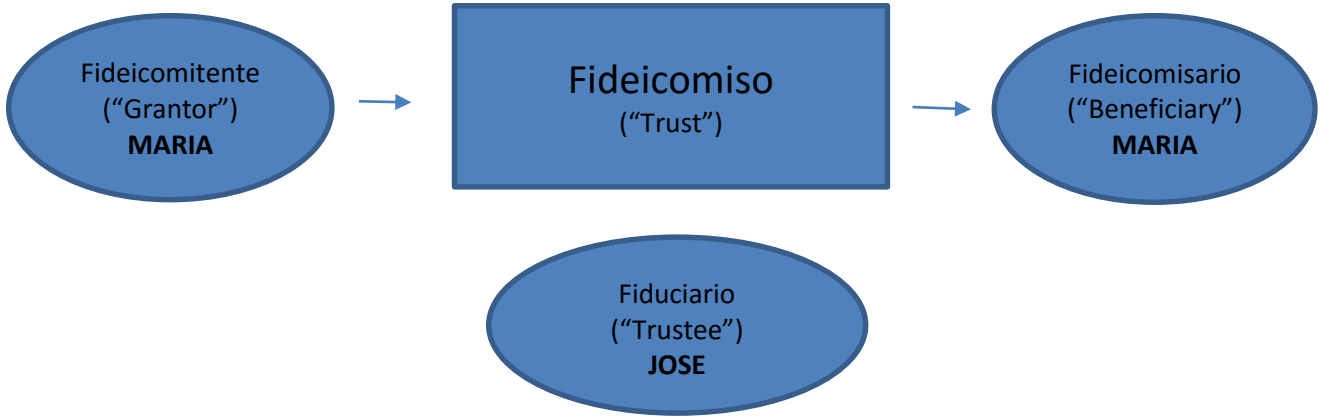 Fideicomitente
(“Grantor”)
MARIA
Fideicomiso
(“Trust”)
Fideicomisario
(“Beneficiary”)
MARIA
Fiduciario
(“Trustee”)
JOSE